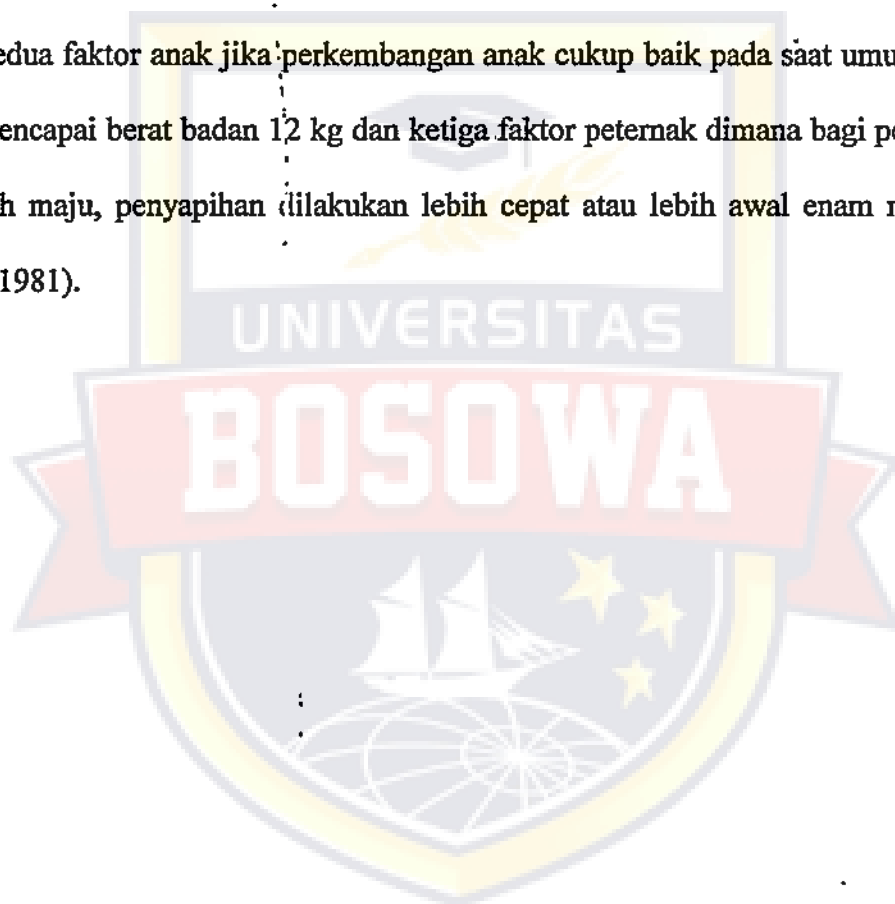 edua faktor anak jika perkembangan anak cukup baik pada saat umu
encapai berat badan 12 kg dan ketiga faktor peternak dimana bagi pe
h maju, penyapihan dilakukan lebih cepat atau lebih awal enam m
1981).
UNIVERSITAS
BOSOWA